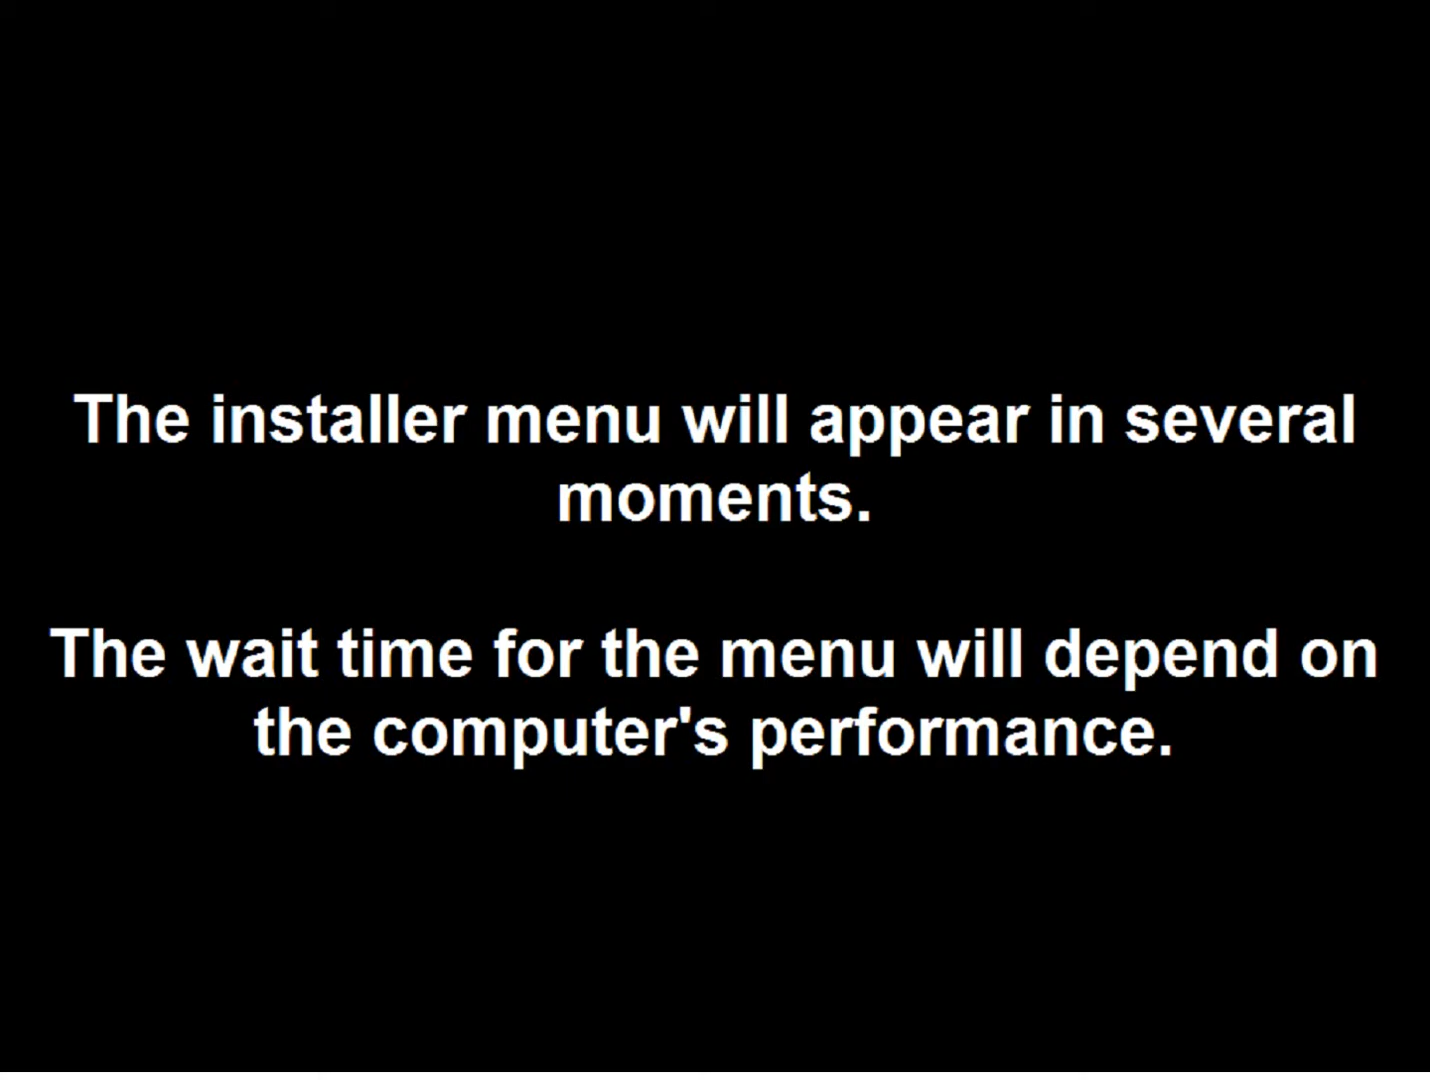 The installer menu will appear in several
moments.
The wait time for the menu will depend on
the computer's performance.